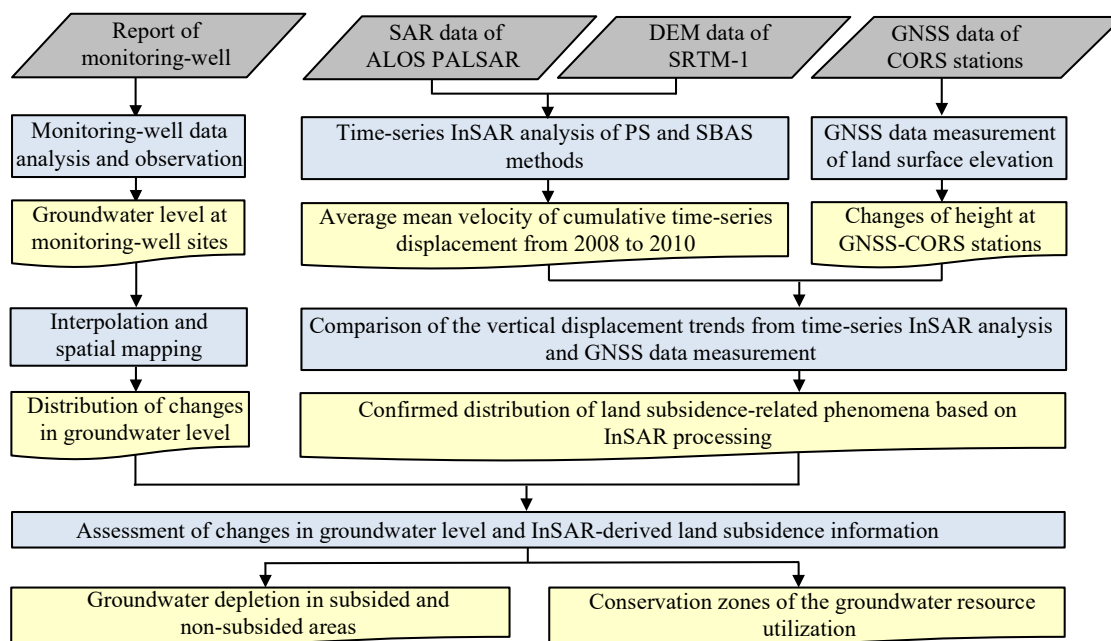 Report of
monitoring-well
SAR data of
ALOS PALSAR
DEM data of
SRTM-1
GNSS data of
CORS stations
Monitoring-well data
analysis and observation
Time-series InSAR analysis of PS and SBAS
methods
GNSS data measurement
of land surface elevation
Groundwater level at
monitoring-well sites
Average mean velocity of cumulative time-series
displacement from 2008 to 2010
Changes of height at
GNSS-CORS stations
Interpolation and
spatial mapping
Comparison of the vertical displacement trends from time-series InSAR analysis
and GNSS data measurement
Distribution of changes
in groundwater level
Confirmed distribution of land subsidence-related phenomena based on
InSAR processing
Assessment of changes in groundwater level and InSAR-derived land subsidence information
Groundwater depletion in subsided and
non-subsided areas
Conservation zones of the groundwater resource
utilization